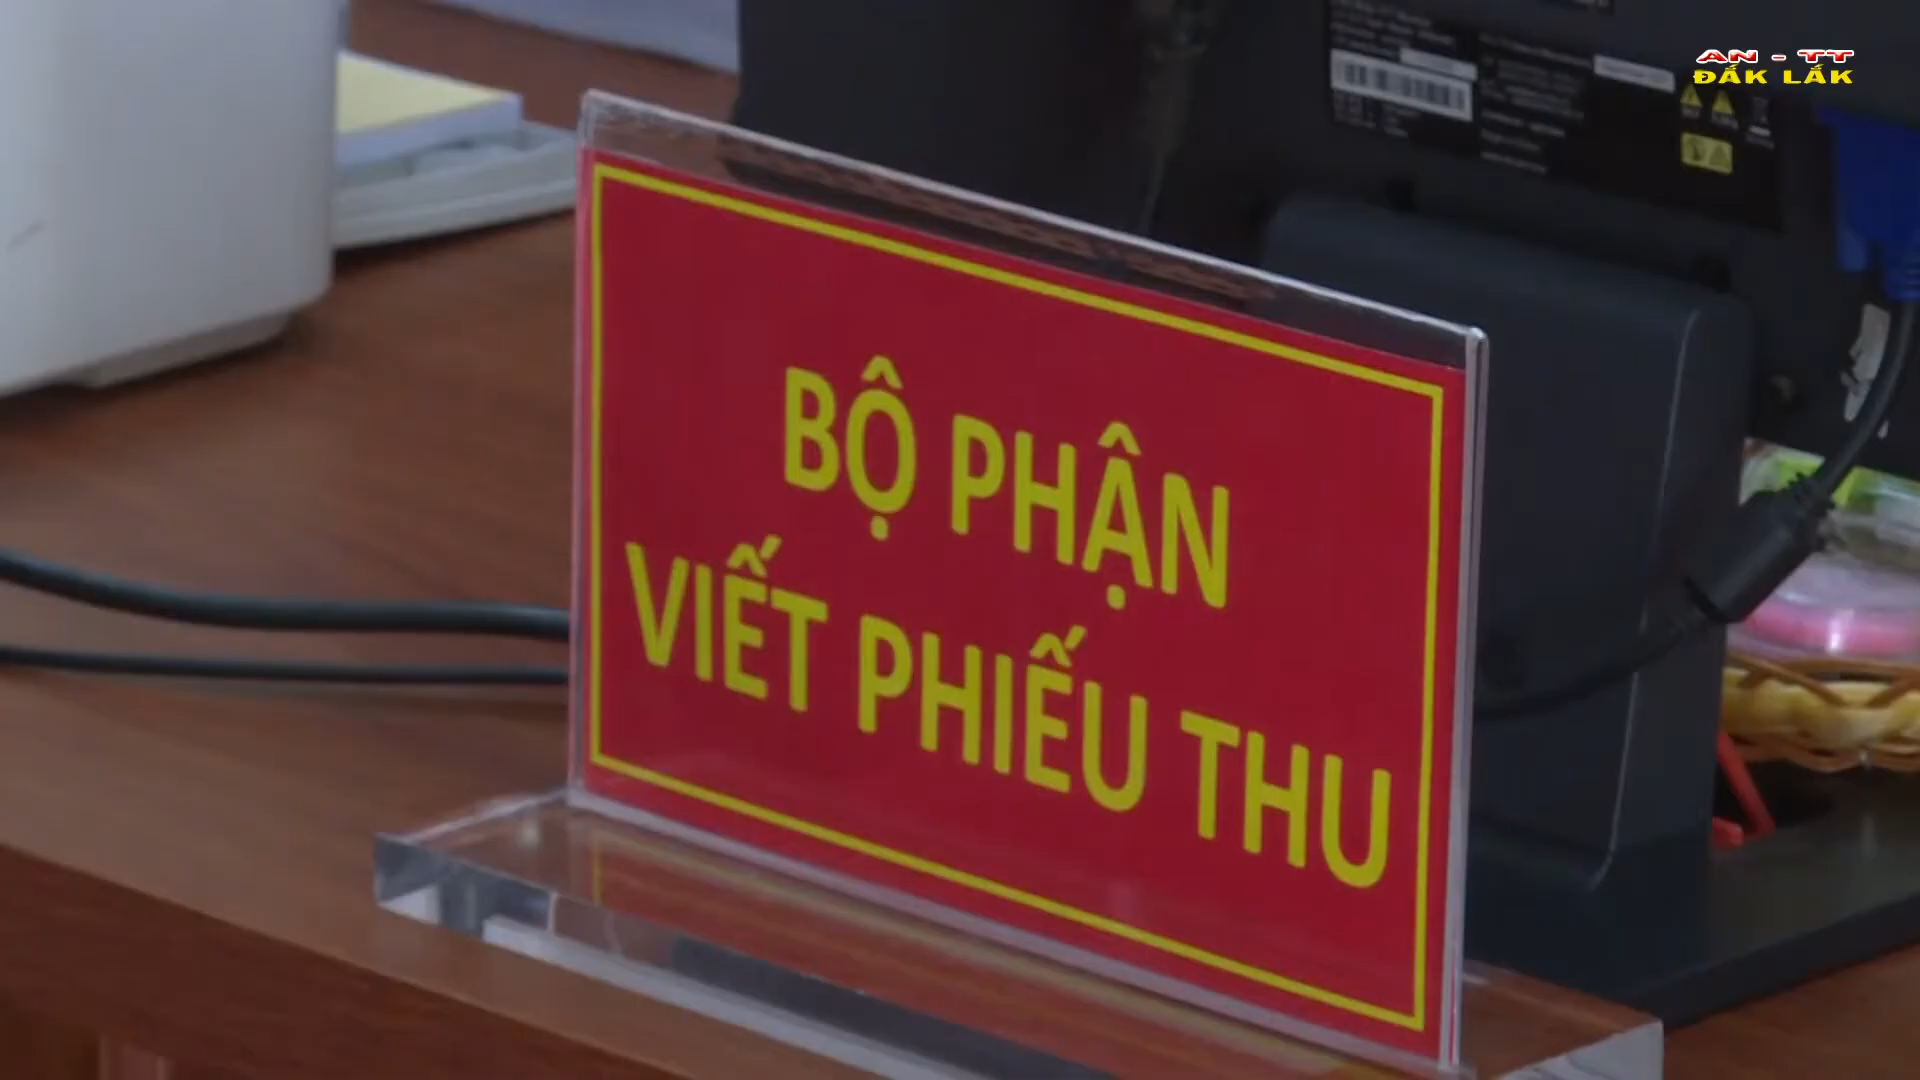 AN - TT
ĐẮK LẮK
BỘ PHẬN
VIẾT PHIẾU THU